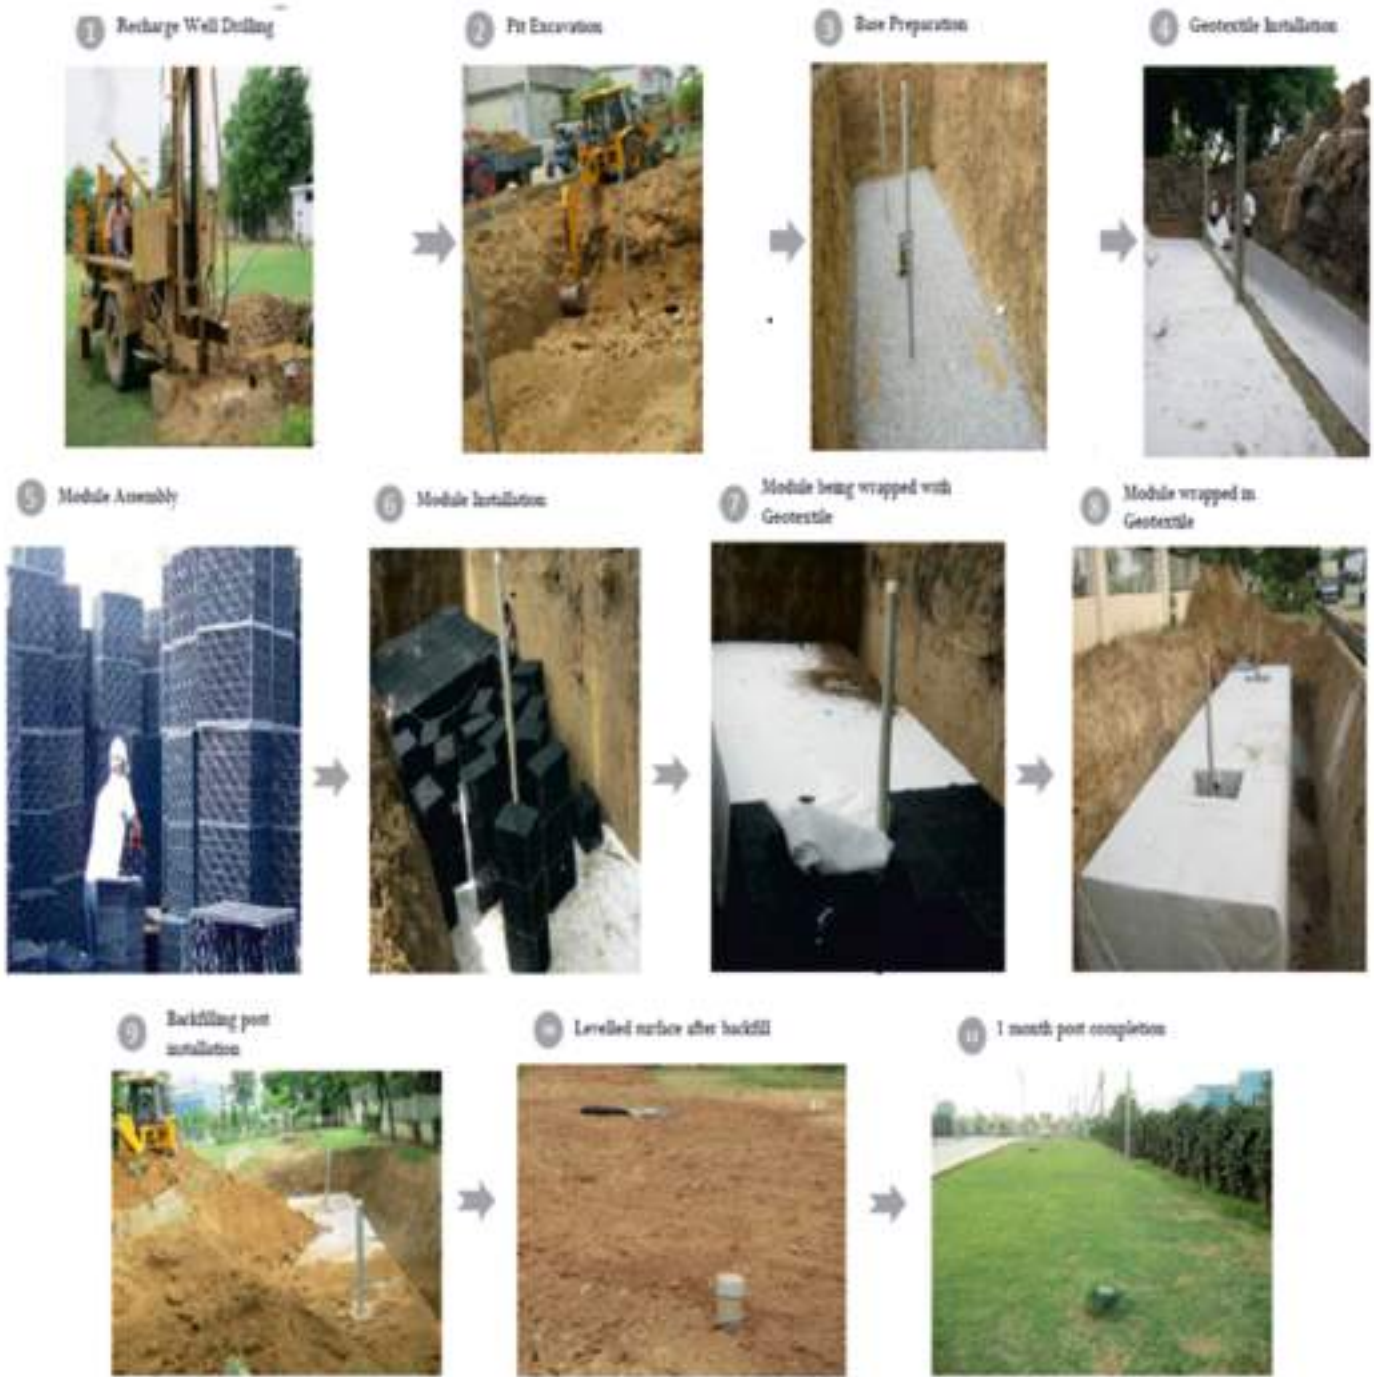 1 Recharge Well Drilling
2 Pit Excavation
3 Base Preparation
4 Geotextile Installation
5 Module Assembly
6 Module Installation
7 Module being wrapped with
Geotextile
8 Module wrapped in
Geotextile
9 Backfilling post
installation
Levelled surface after backfill
11 1 month post completion